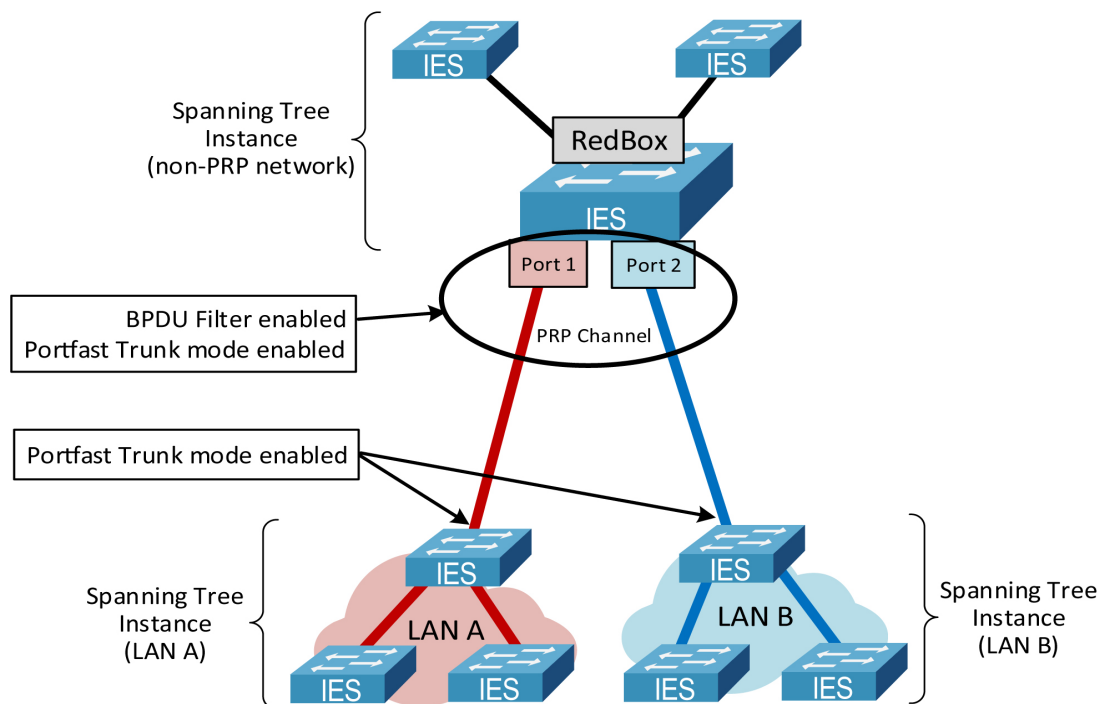 IES
IES
Spanning Tree
Instance
(non-PRP network)
RedBox
IES
Port 1
Port 2
BPDU Filter enabled
Portfast Trunk mode enabled
PRP Channel
Portfast Trunk mode enabled
IES
IES
Spanning Tree
Instance
(LAN A)
LAN A
LAN B
Spanning Tree
Instance
(LAN B)
IES
IES
IES
IES